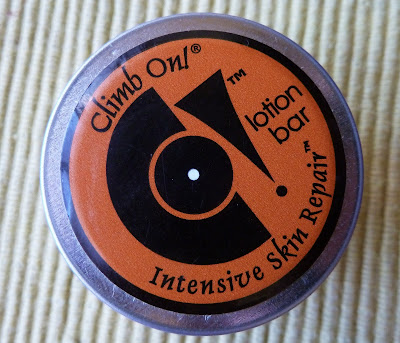 Climb On!®
™
lotion
bar
Intensive Skin Repair™